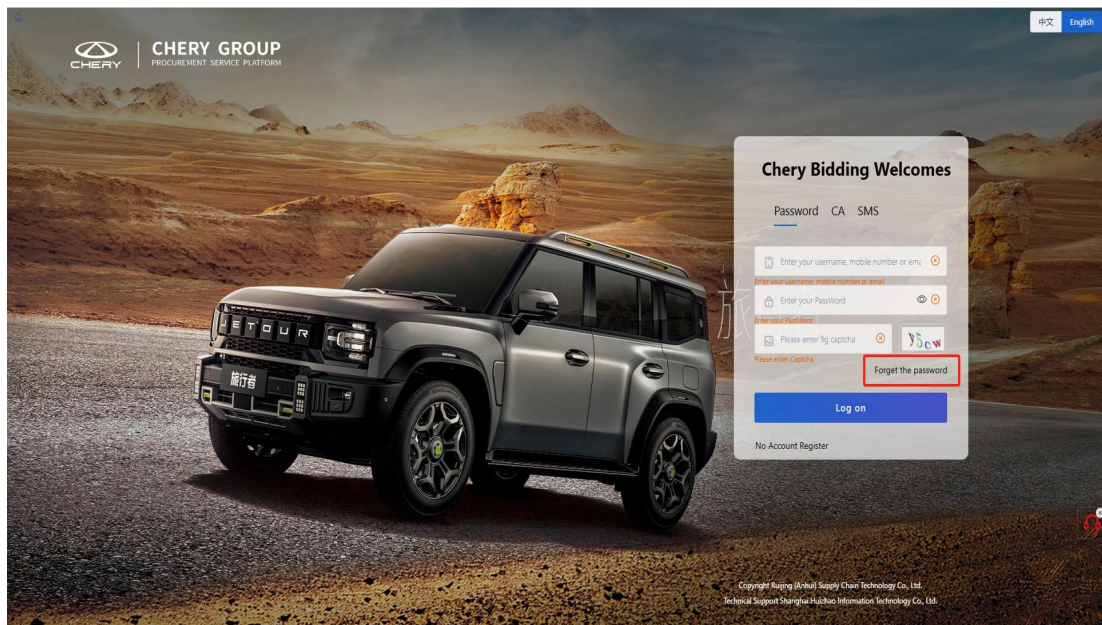 中文 English
CHERY
CHERY GROUP
PROCUREMENT SERVICE PLATFORM
Chery Bidding Welcomes
Password CA SMS
Enter your username, mobile number or ema
Enter your username, mobile number or email
Enter your PassWord
Enter your PassWord
Please enter fig captcha
y5cw
Please enter Captcha
Forget the password
Log on
No Account Register
旅
JETOUR
旅行者
Copyright Ruijing (Anhui) Supply Chain Technology Co., Ltd.
Technical Support Shanghai Huizhao Information Technology Co., Ltd.